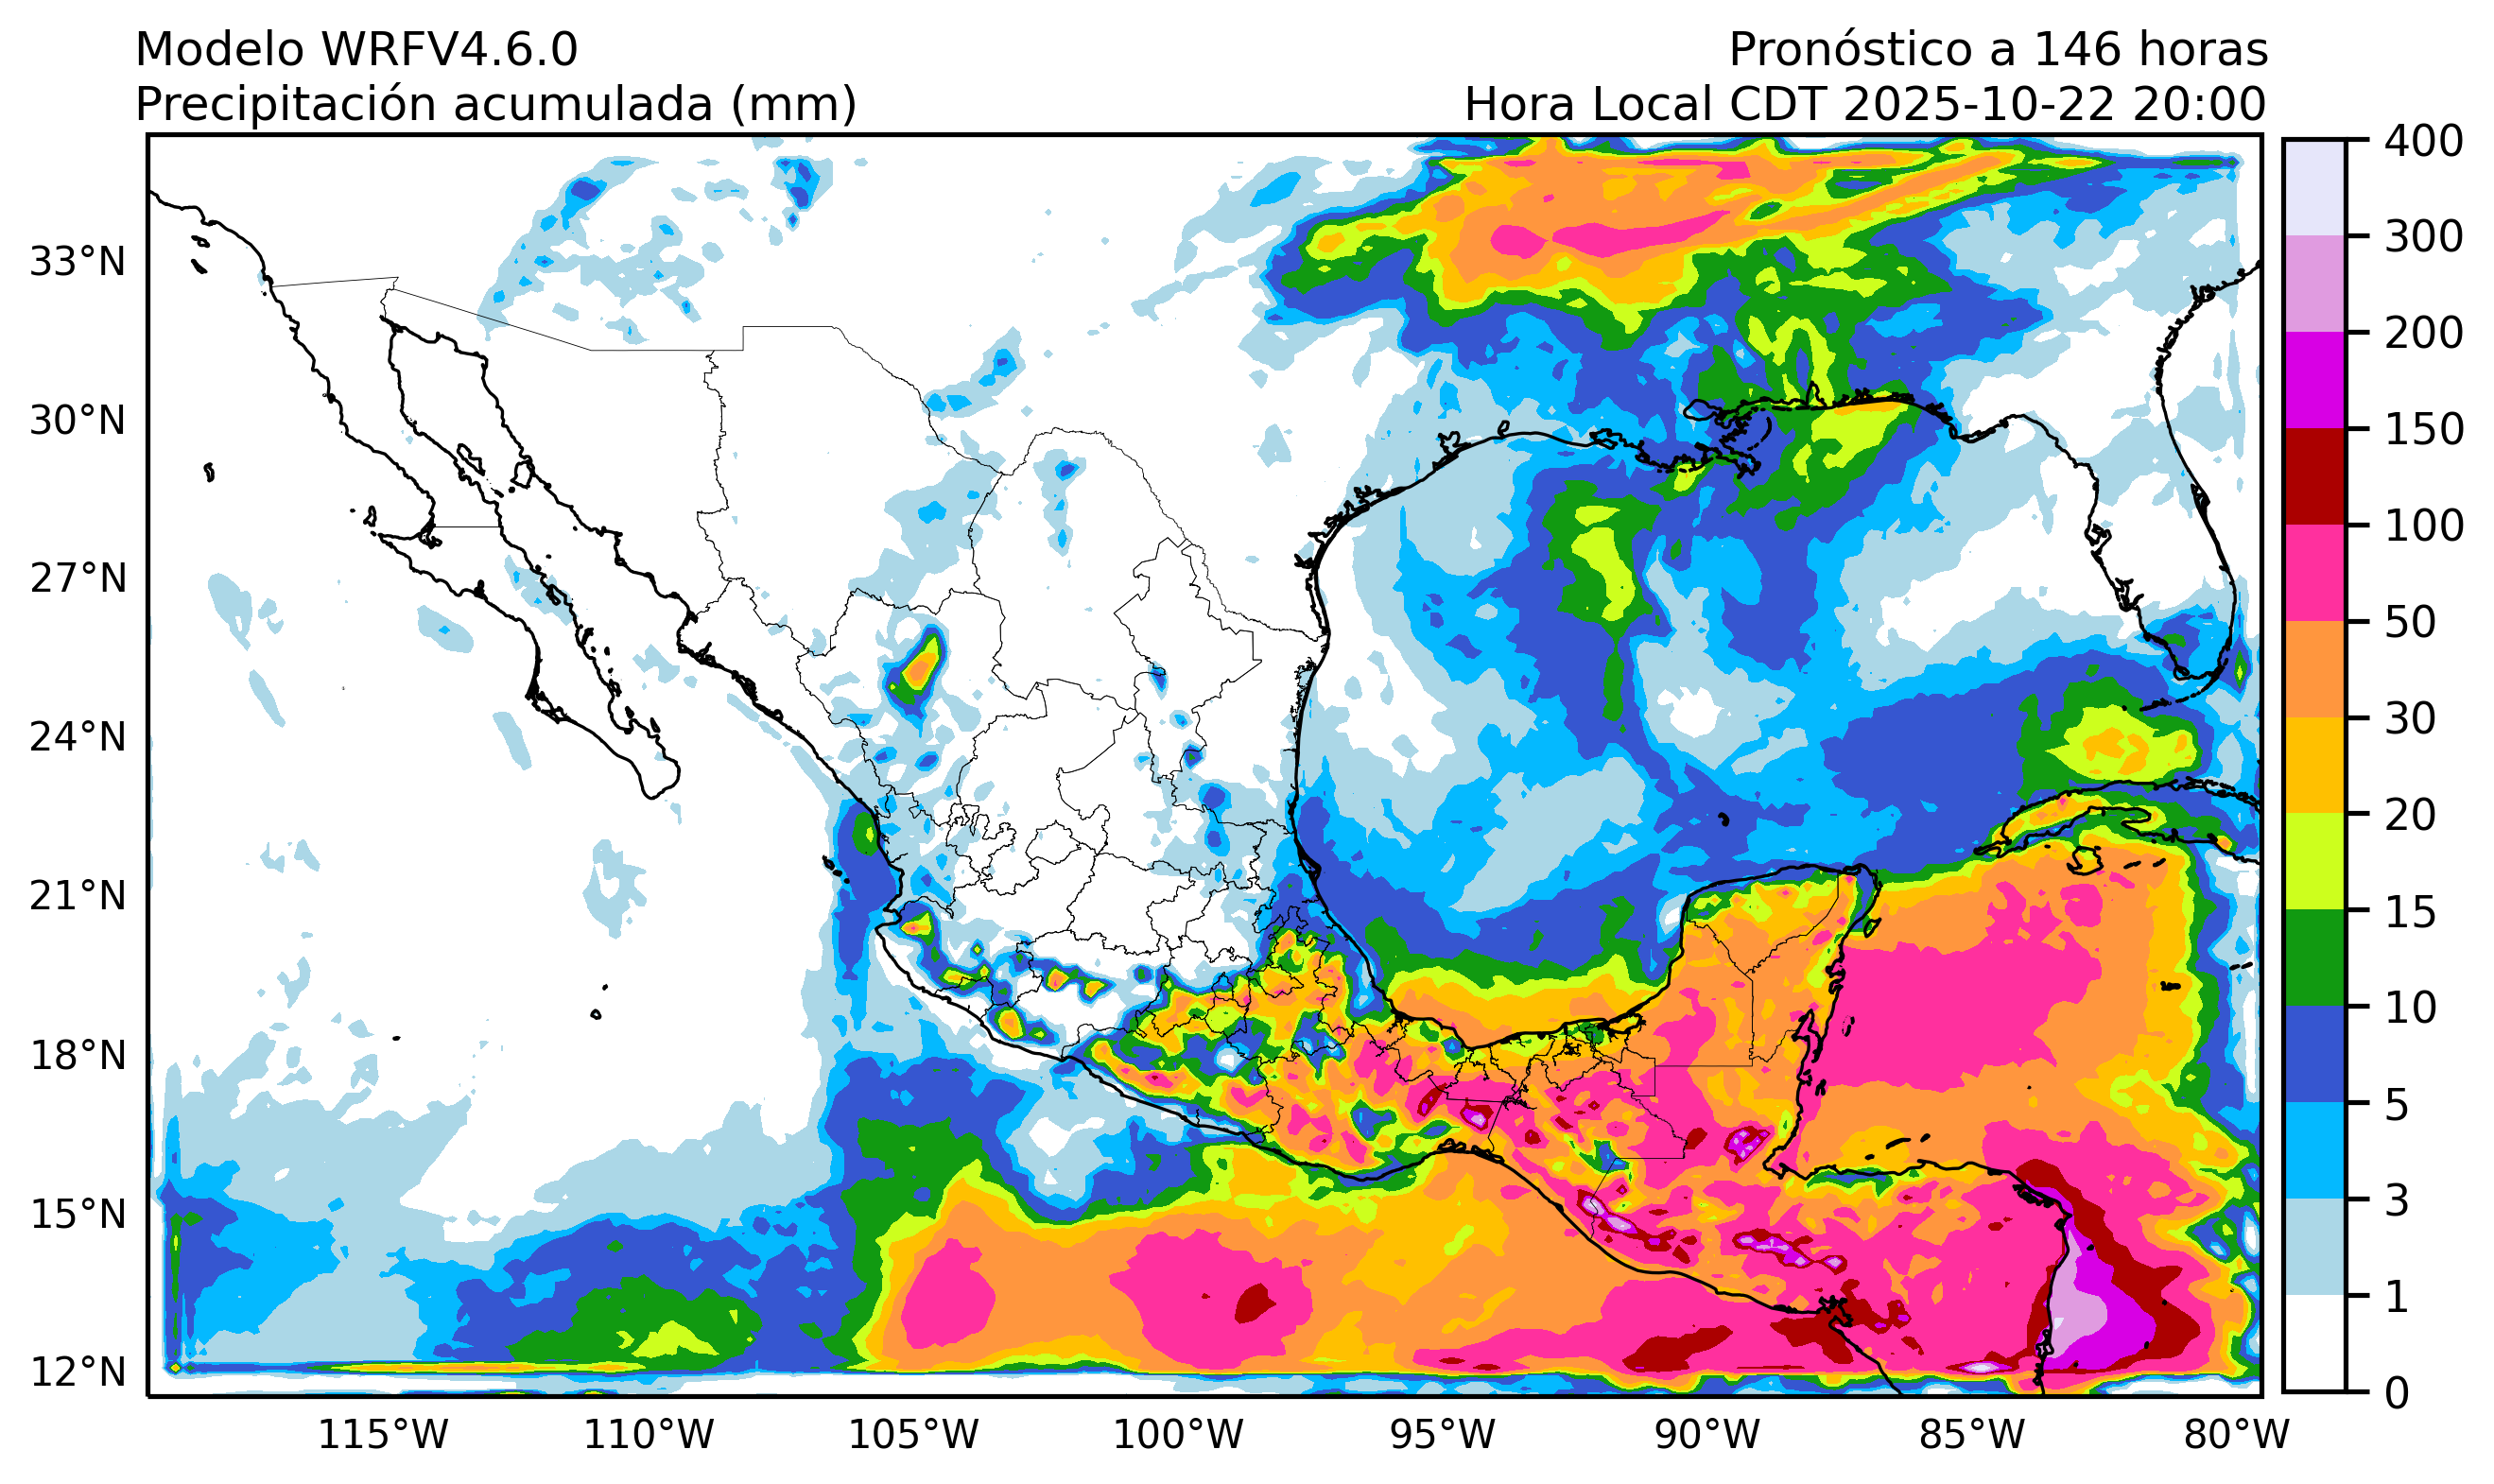 Modelo WRFV4.6.0
Pronóstico a 146 horas
Precipitación acumulada (mm)
Hora Local CDT 2025-10-22 20:00
33°N
30°N
27°N
24°N
21°N
18°N
15°N
12°N
115°W
110°W
105°W
100°W
95°W
90°W
85°W
80°W
400
300
200
150
100
50
30
20
15
10
5
3
1
0